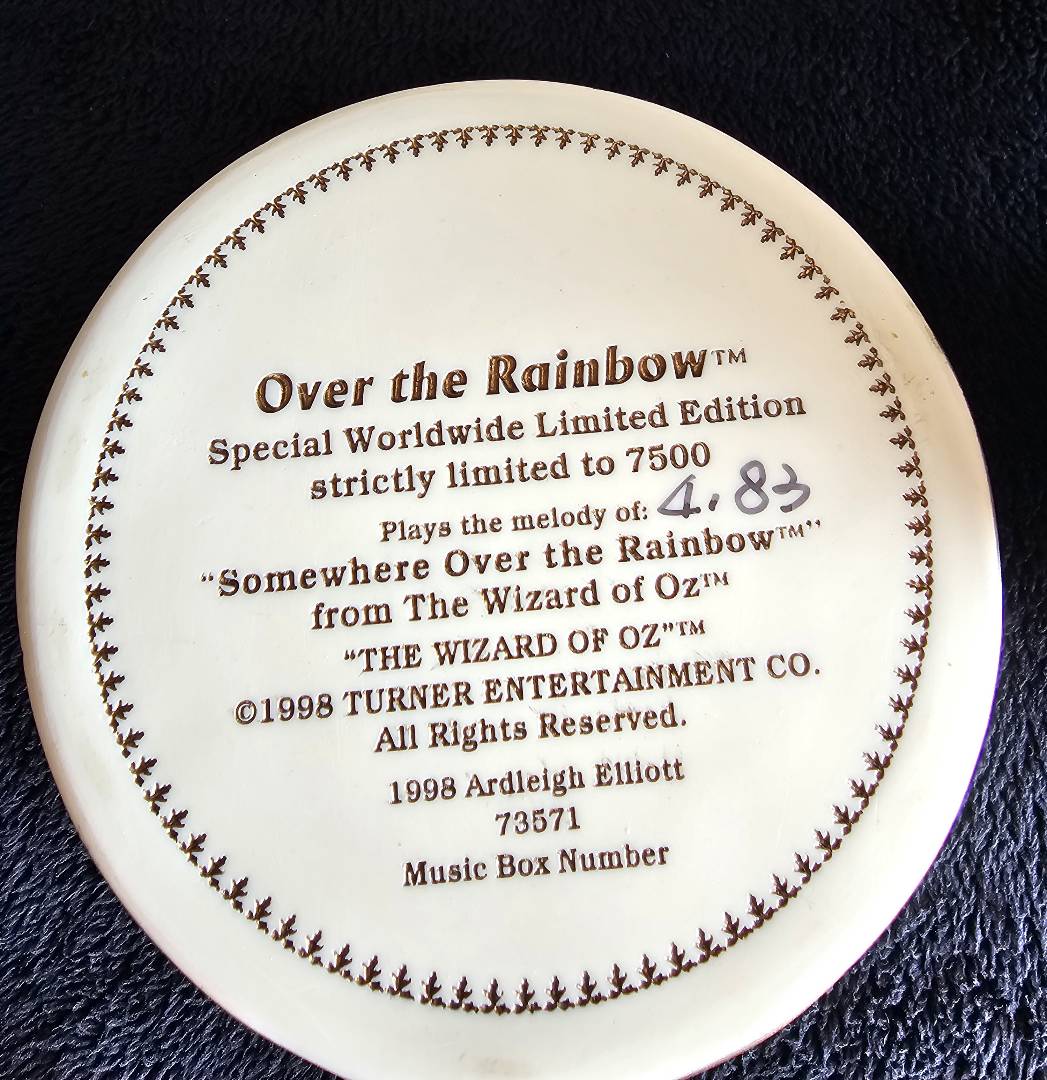 Over the Rainbow™
Special Worldwide Limited Edition
strictly limited to 7500
Plays the melody of: 4.83
“Somewhere Over the Rainbow™”
from The Wizard of Oz™
“THE WIZARD OF OZ”™
©1998 TURNER ENTERTAINMENT CO.
All Rights Reserved.
1998 Ardleigh Elliott
73571
Music Box Number